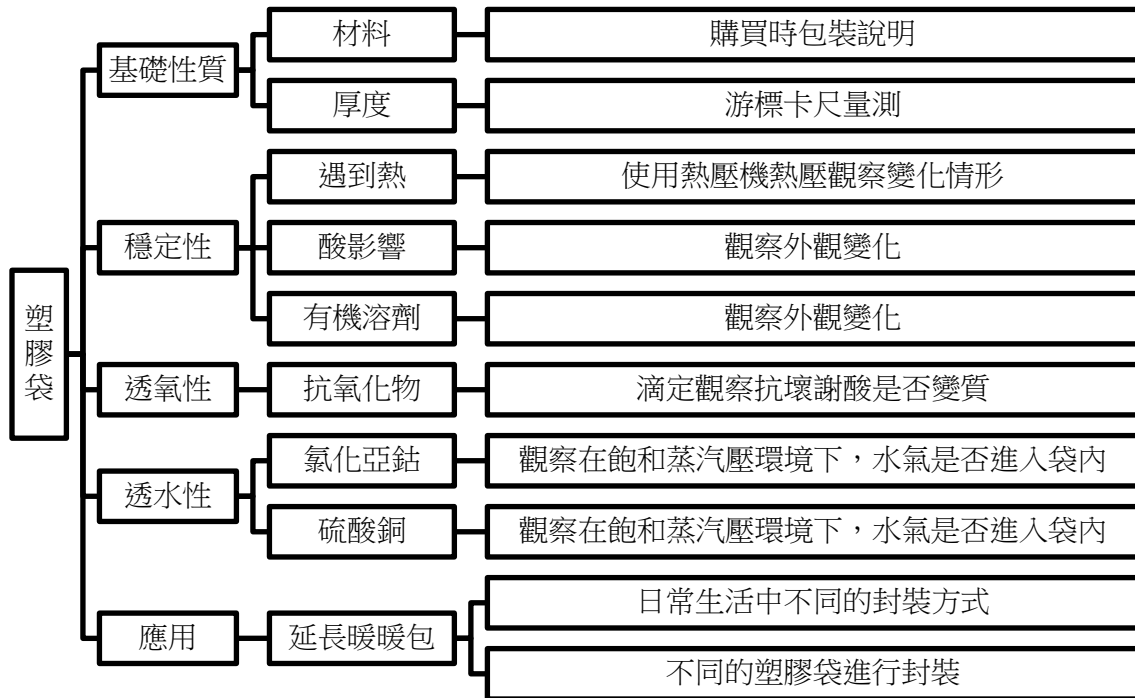 塑膠袋
基礎性質
材料
購買時包裝說明
厚度
游標卡尺量測
穩定性
遇到熱
使用熱壓機熱壓觀察變化情形
酸影響
觀察外觀變化
有機溶劑
觀察外觀變化
透氧性
抗氧化物
滴定觀察抗壞謝酸是否變質
透水性
氯化亞鈷
觀察在飽和蒸汽壓環境下，水氣是否進入袋內
硫酸銅
觀察在飽和蒸汽壓環境下，水氣是否進入袋內
應用
延長暖暖包
日常生活中不同的封裝方式
不同的塑膠袋進行封裝